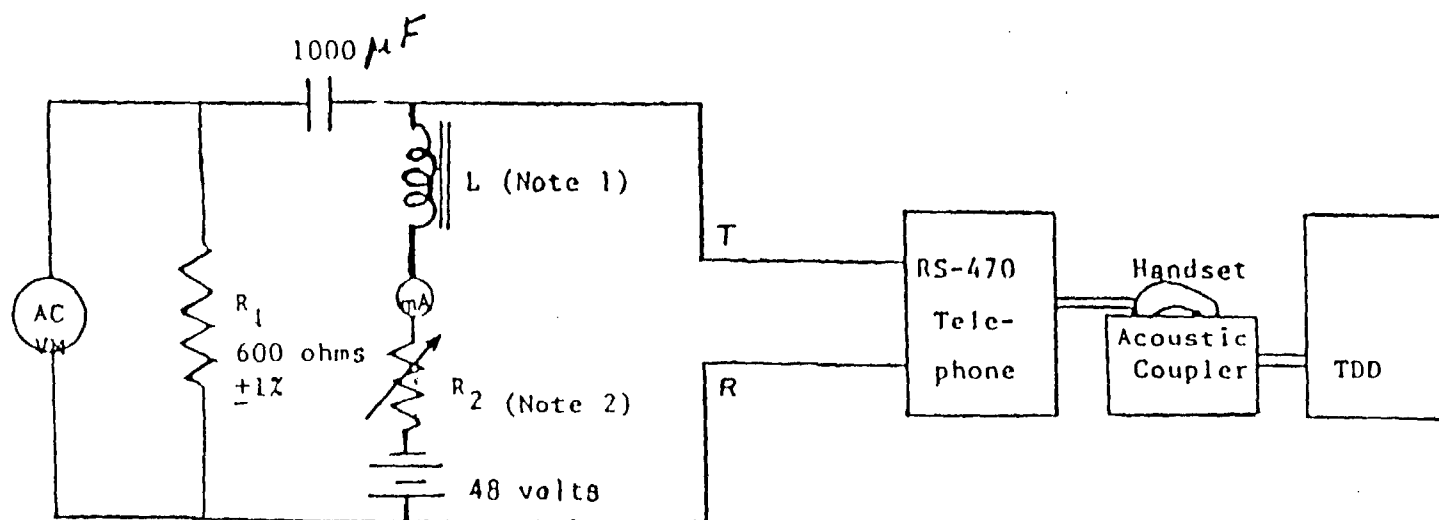 1000 μF
L (Note 1)
T
RS-470
Tele-
phone
Handset
Acoustic
Coupler
TDD
mA
AC
VM
R1
600 ohms
±1%
R2 (Note 2)
R
48 volts